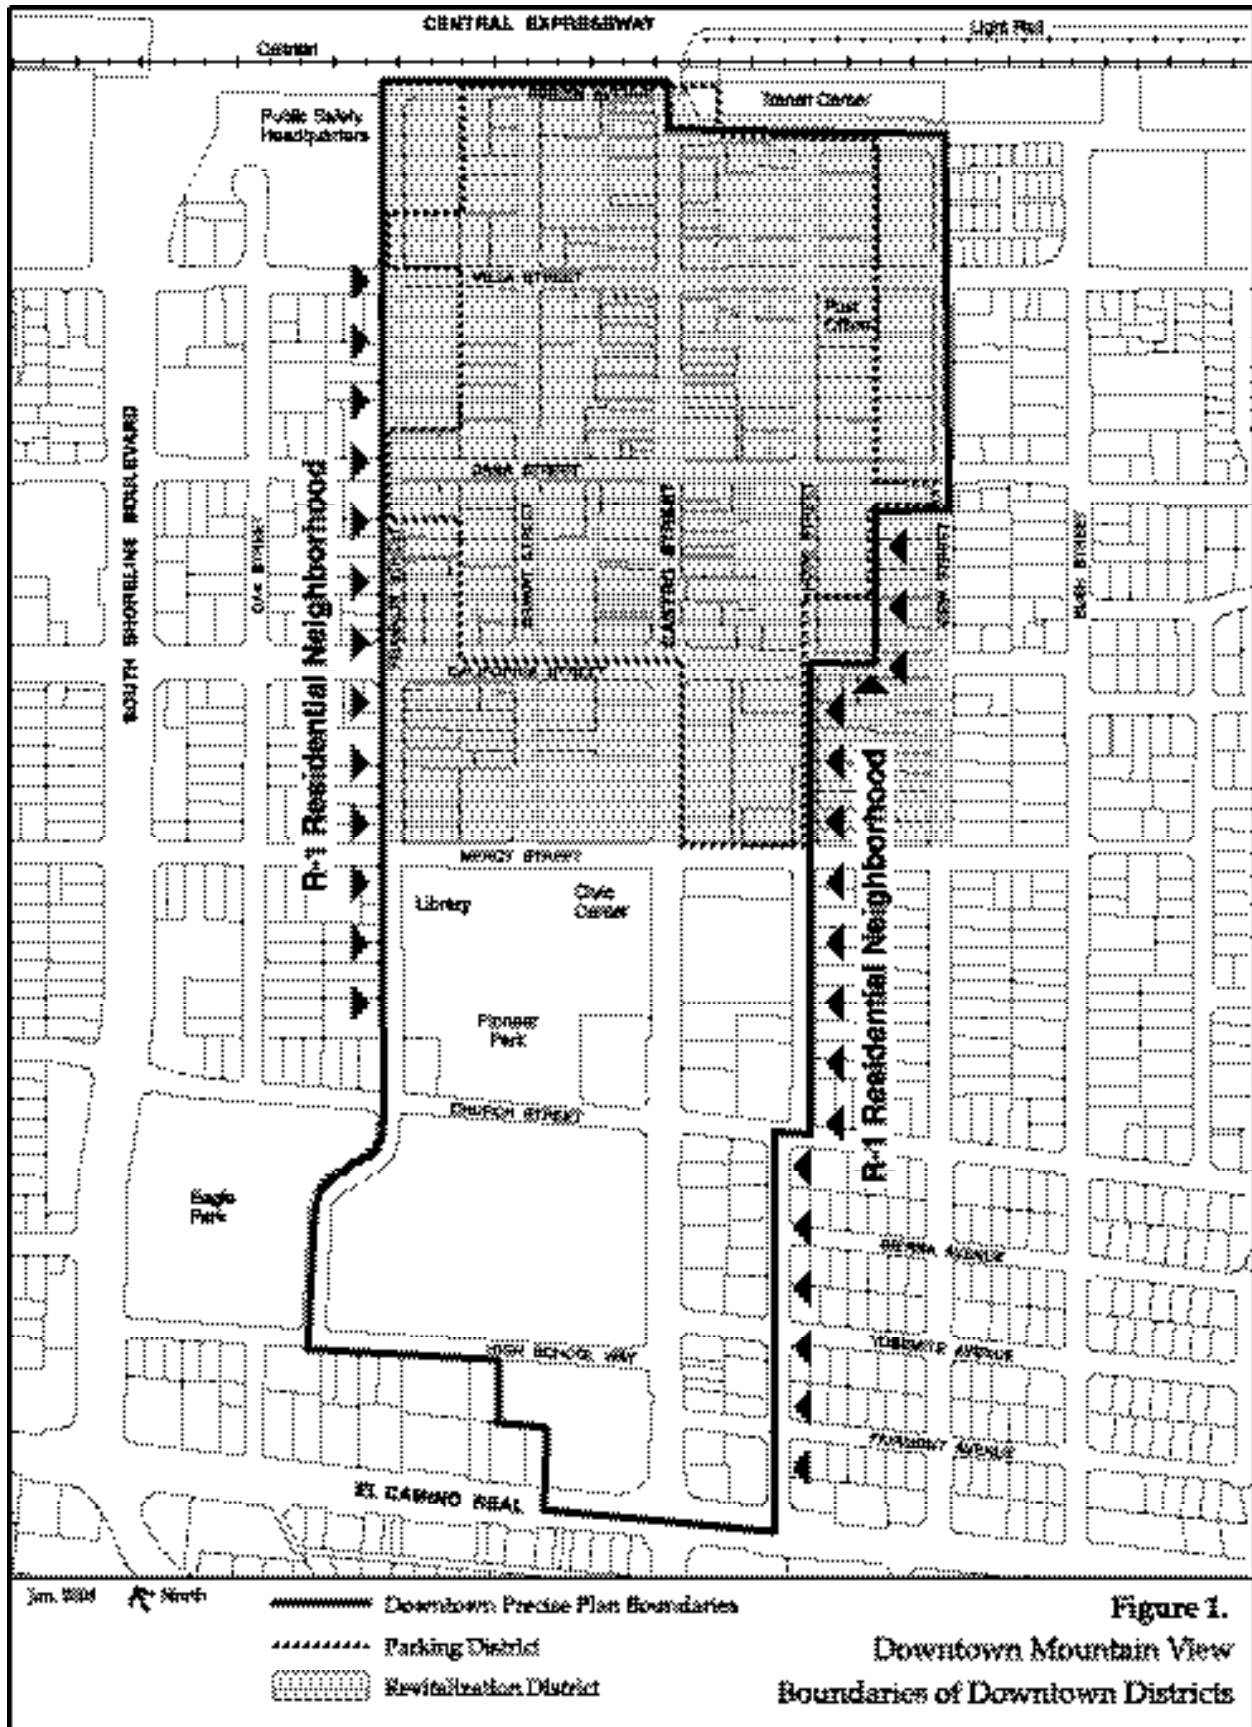 CENTRAL EXPRESSWAY
Light Rail
Caltrain
Transit Center
Public Safety
Headquarters
VILLA STREET
Post
Office
SOUTH SHORELINE BOULEVARD
DANA STREET
R-1 Residential Neighborhood
OAK STREET
CASTRO STREET
VIEW STREET
BUSH STREET
CALIFORNIA STREET
MERCY STREET
Library
Civic
Center
R-1 Residential Neighborhood
Pioneer
Park
CHURCH STREET
Eagle
Park
YOSEMITE AVENUE
HIGH SCHOOL WAY
FAIRMONT AVENUE
EL CAMINO REAL
North
Downtown Precise Plan Boundaries
Parking District
Revitalization District
Figure 1.
Downtown Mountain View
Boundaries of Downtown Districts